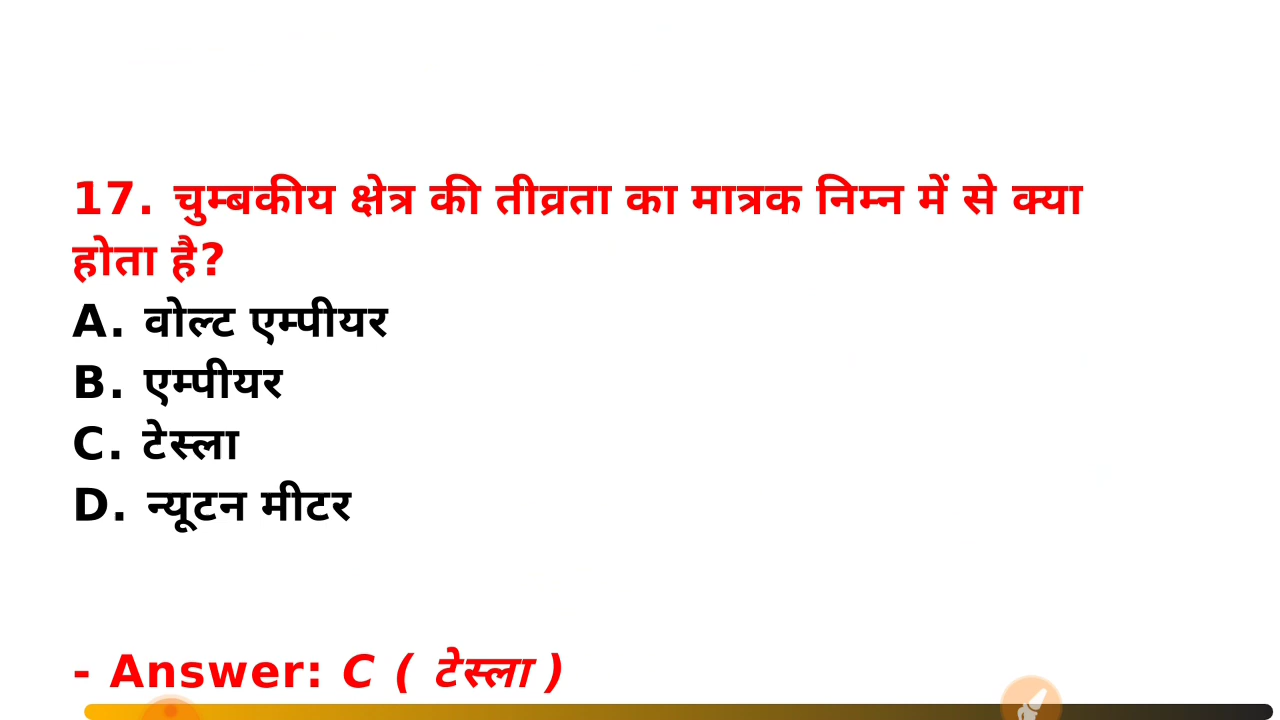 17. चुम्बकीय क्षेत्र की तीव्रता का मात्रक निम्न में से क्या
होता है?
A. वोल्ट एम्पीयर
B. एम्पीयर
C. टेस्ला
D. न्यूटन मीटर
- Answer: C ( टेस्ला )